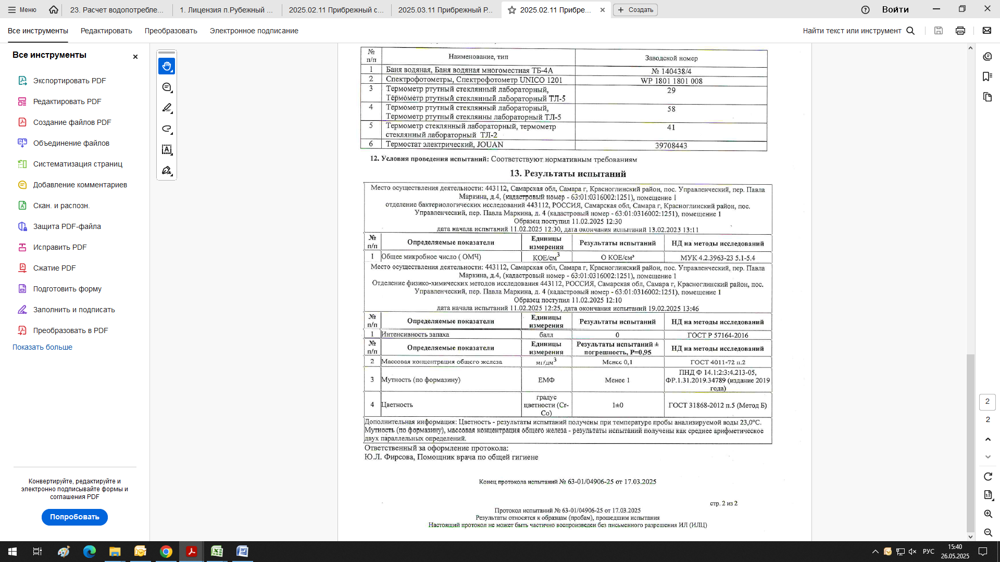 Меню
23. Расчет водопотребле...
1. Лицензия п.Рубежный ...
2025.02.11 Прибрежный с...
2025.03.11 Прибрежный Р...
2025.02.11 Прибре...
Создать
Войти
Все инструменты
Редактировать
Преобразовать
Электронное подписание
Найти текст или инструмент
Все инструменты
Экспортировать PDF
Редактировать PDF
Создание файлов PDF
Объединение файлов
Систематизация страниц
Добавление комментариев
Скан. и распозн.
Защита PDF-файла
Исправить PDF
Сжатие PDF
Подготовить форму
Заполнить и подписать
Преобразовать в PDF
Показать больше
Конвертируйте, редактируйте и
электронно подписывайте формы и
соглашения PDF
Попробовать
№ п/п Наименование, тип Заводской номер
1 Баня водяная, Баня водяная многоместная ТБ-4А № 140438/4
2 Спектрофотометры, Спектрофотометр UNICO 1201 WP 1801 1801 008
3 Термометр ртутный стеклянный лабораторный, 29
Термометр ртутный стеклянный лабораторный ТЛ-5
4 Термометр ртутный стеклянный лабораторный, 58
Термометр ртутный стеклянны лабораторный ТЛ-5
5 Термометр стеклянный лабораторный, термометр 41
стеклянный лабораторный ТЛ-2
6 Термостат электрический, JOUAN 39708443
12. Условия проведения испытаний: Соответствуют нормативным требованиям
13. Результаты испытаний
Место осуществления деятельности: 443112, Самарская обл, Самара г, Красноглинский район, пос. Управленческий, пер. Павла
Маркина, д.4, (кадастровый номер - 63:01:0316002:1251), помещение 1
отделение бактериологических исследований 443112, РОССИЯ, Самарская обл, Самара г, Красноглинский район, пос.
Управленческий, пер. Павла Маркина, д. 4 (кадастровый номер - 63:01:0316002:1251), помещение 1
Образец поступил 11.02.2025 12:30
дата начала испытаний 11.02.2025 12:30, дата окончания испытаний 13.02.2025 13:11
№ п/п Определяемые показатели Единицы измерения Результаты испытаний НД на методы исследований
1 Общее микробное число ( ОМЧ) КОЕ/см3 О КОЕ/см³ МУК 4.2.3963-23 5.1-5.4
Место осуществления деятельности: 443112, Самарская обл, Самара г, Красноглинский район, пос. Управленческий, пер. Павла
Маркина, д.4, (кадастровый номер - 63:01:0316002:1251), помещение 1
Отделение физико-химических методов исследования 443112, РОССИЯ, Самарская обл, Самара г, Красноглинский район, пос.
Управленческий, пер. Павла Маркина, д. 4 (кадастровый номер - 63:01:0316002:1251), помещение 1
Образец поступил 11.02.2025 12:10
дата начала испытаний 11.02.2025 12:25, дата окончания испытаний 19.02.2025 13:46
№ п/п Определяемые показатели Единицы измерения Результаты испытаний НД на методы исследований
1 Интенсивность запаха балл 0 ГОСТ Р 57164-2016
№ п/п Определяемые показатели Единицы измерения Результаты испытаний ± погрешность, P=0,95 НД на методы исследований
2 Массовая концентрация общего железа мг/дм3 Менее 0,1 ГОСТ 4011-72 п.2
3 Мутность (по формазину) ЕМФ Менее 1 ПНД Ф 14.1:2:3:4.213-05, ФР.1.31.2019.34789 (издание 2019 года)
4 Цветность градус цветности (Cr-Co) 1±0 ГОСТ 31868-2012 п.5 (Метод Б)
Дополнительная информация: Цветность - результаты испытаний получены при температуре пробы анализируемой воды 23,0°С.
Мутность (по формазину), массовая концентрация общего железа - результаты испытаний получены как среднее арифметическое
двух параллельных определений.
Ответственный за оформление протокола:
Ю.Л. Фирсова, Помощник врача по общей гигиене
Конец протокола испытаний № 63-01/04906-25 от 17.03.2025
стр. 2 из 2
Протокол испытаний № 63-01/04906-25 от 17.03.2025
Результаты относятся к образцам (пробам), прошедшим испытания
Настоящий протокол не может быть частично воспроизведен без письменного разрешения ИЛ (ИЛЦ)
2
2
1:1
РУС
15:40
26.05.2025